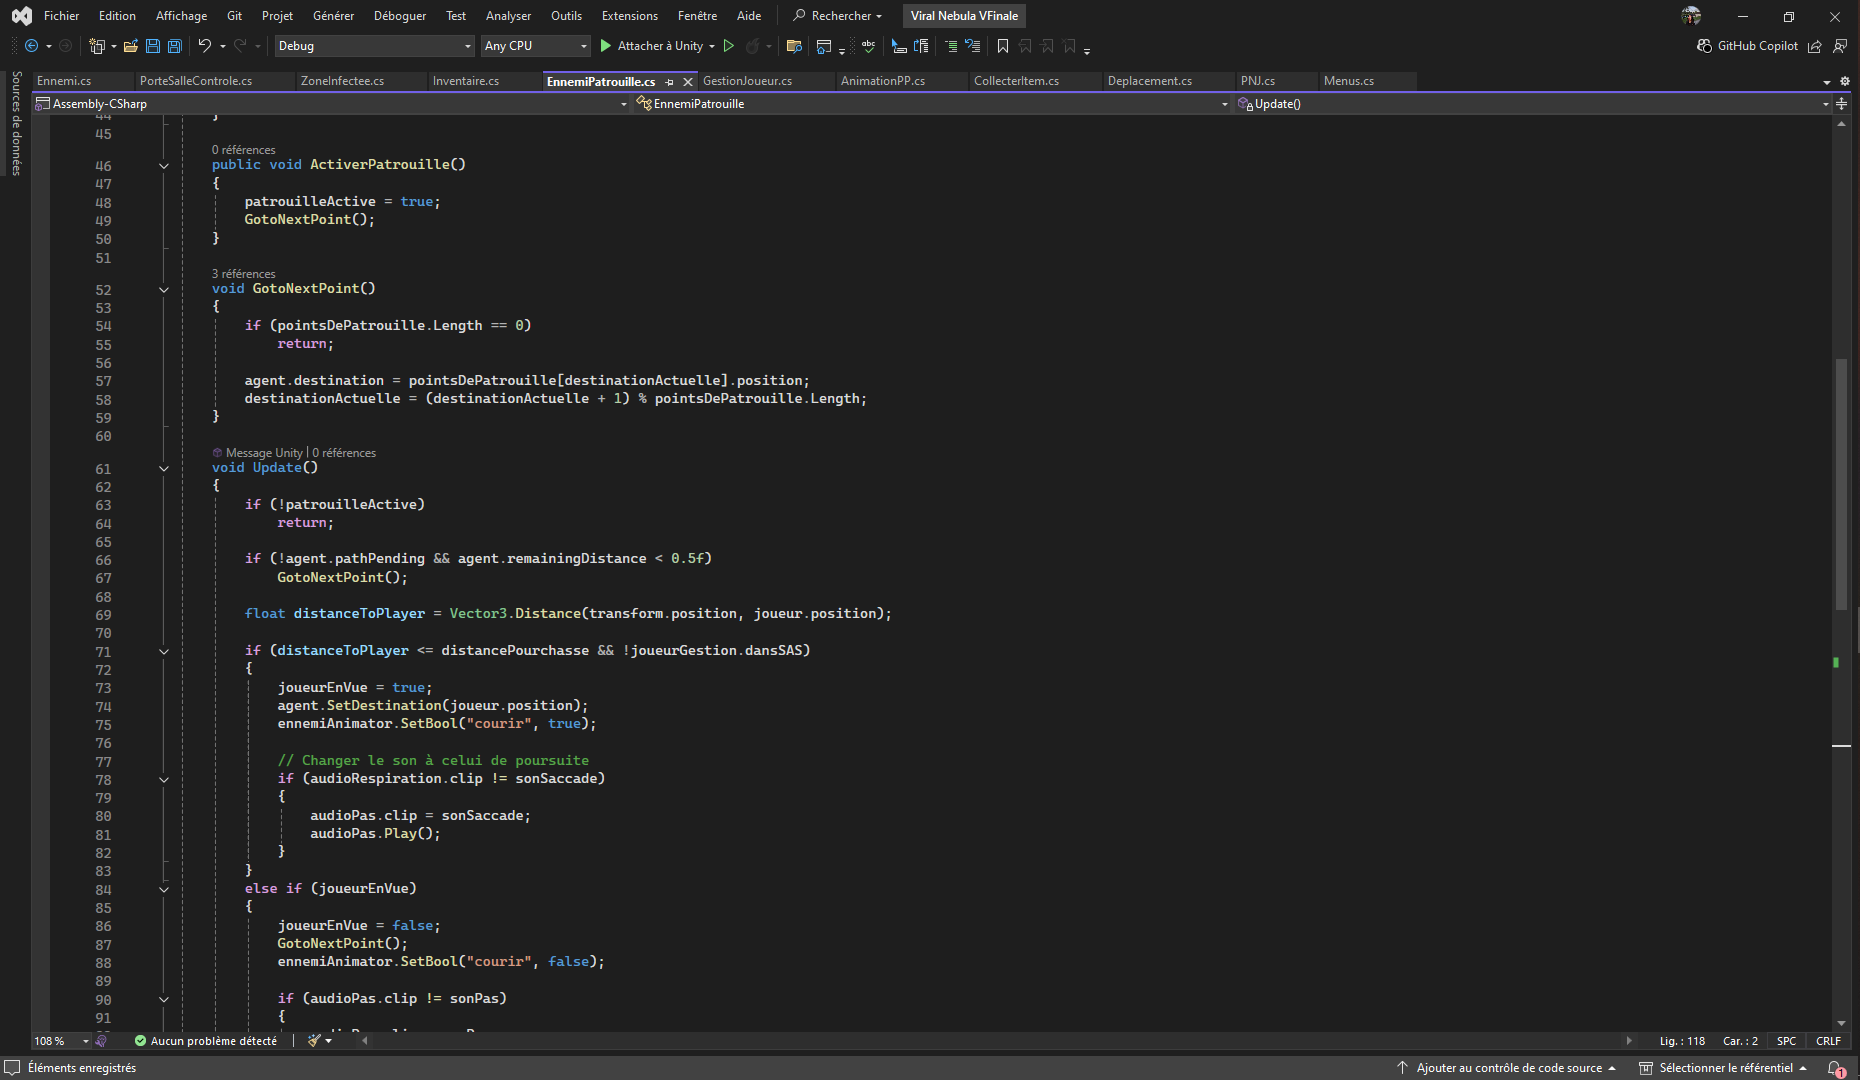 Fichier Edition Affichage Git Projet Générer Déboguer Test Analyser Outils Extensions Fenêtre Aide Rechercher Viral Nebula VFinale
Debug Any CPU Attacher à Unity abc GitHub Copilot
Sources de données
Ennemi.cs PorteSalleControle.cs ZoneInfectee.cs Inventaire.cs EnnemiPatrouille.cs GestionJoueur.cs AnimationPP.cs CollecterItem.cs Deplacement.cs PNJ.cs Menus.cs
Assembly-CSharp EnnemiPatrouille Update()
44 }
45
0 références
46 public void ActiverPatrouille()
47 {
48 patrouilleActive = true;
49 GotoNextPoint();
50 }
51
3 références
52 void GotoNextPoint()
53 {
54 if (pointsDePatrouille.Length == 0)
55 return;
56
57 agent.destination = pointsDePatrouille[destinationActuelle].position;
58 destinationActuelle = (destinationActuelle + 1) % pointsDePatrouille.Length;
59 }
60
Message Unity | 0 références
61 void Update()
62 {
63 if (!patrouilleActive)
64 return;
65
66 if (!agent.pathPending && agent.remainingDistance < 0.5f)
67 GotoNextPoint();
68
69 float distanceToPlayer = Vector3.Distance(transform.position, joueur.position);
70
71 if (distanceToPlayer <= distancePourchasse && !joueurGestion.dansSAS)
72 {
73 joueurEnVue = true;
74 agent.SetDestination(joueur.position);
75 ennemiAnimator.SetBool("courir", true);
76
77 // Changer le son à celui de poursuite
78 if (audioRespiration.clip != sonSaccade)
79 {
80 audioPas.clip = sonSaccade;
81 audioPas.Play();
82 }
83 }
84 else if (joueurEnVue)
85 {
86 joueurEnVue = false;
87 GotoNextPoint();
88 ennemiAnimator.SetBool("courir", false);
89
90 if (audioPas.clip != sonPas)
91 {
108 % Aucun problème détecté Lig. : 118 Car. : 2 SPC CRLF
Éléments enregistrés Ajouter au contrôle de code source Sélectionner le référentiel 1